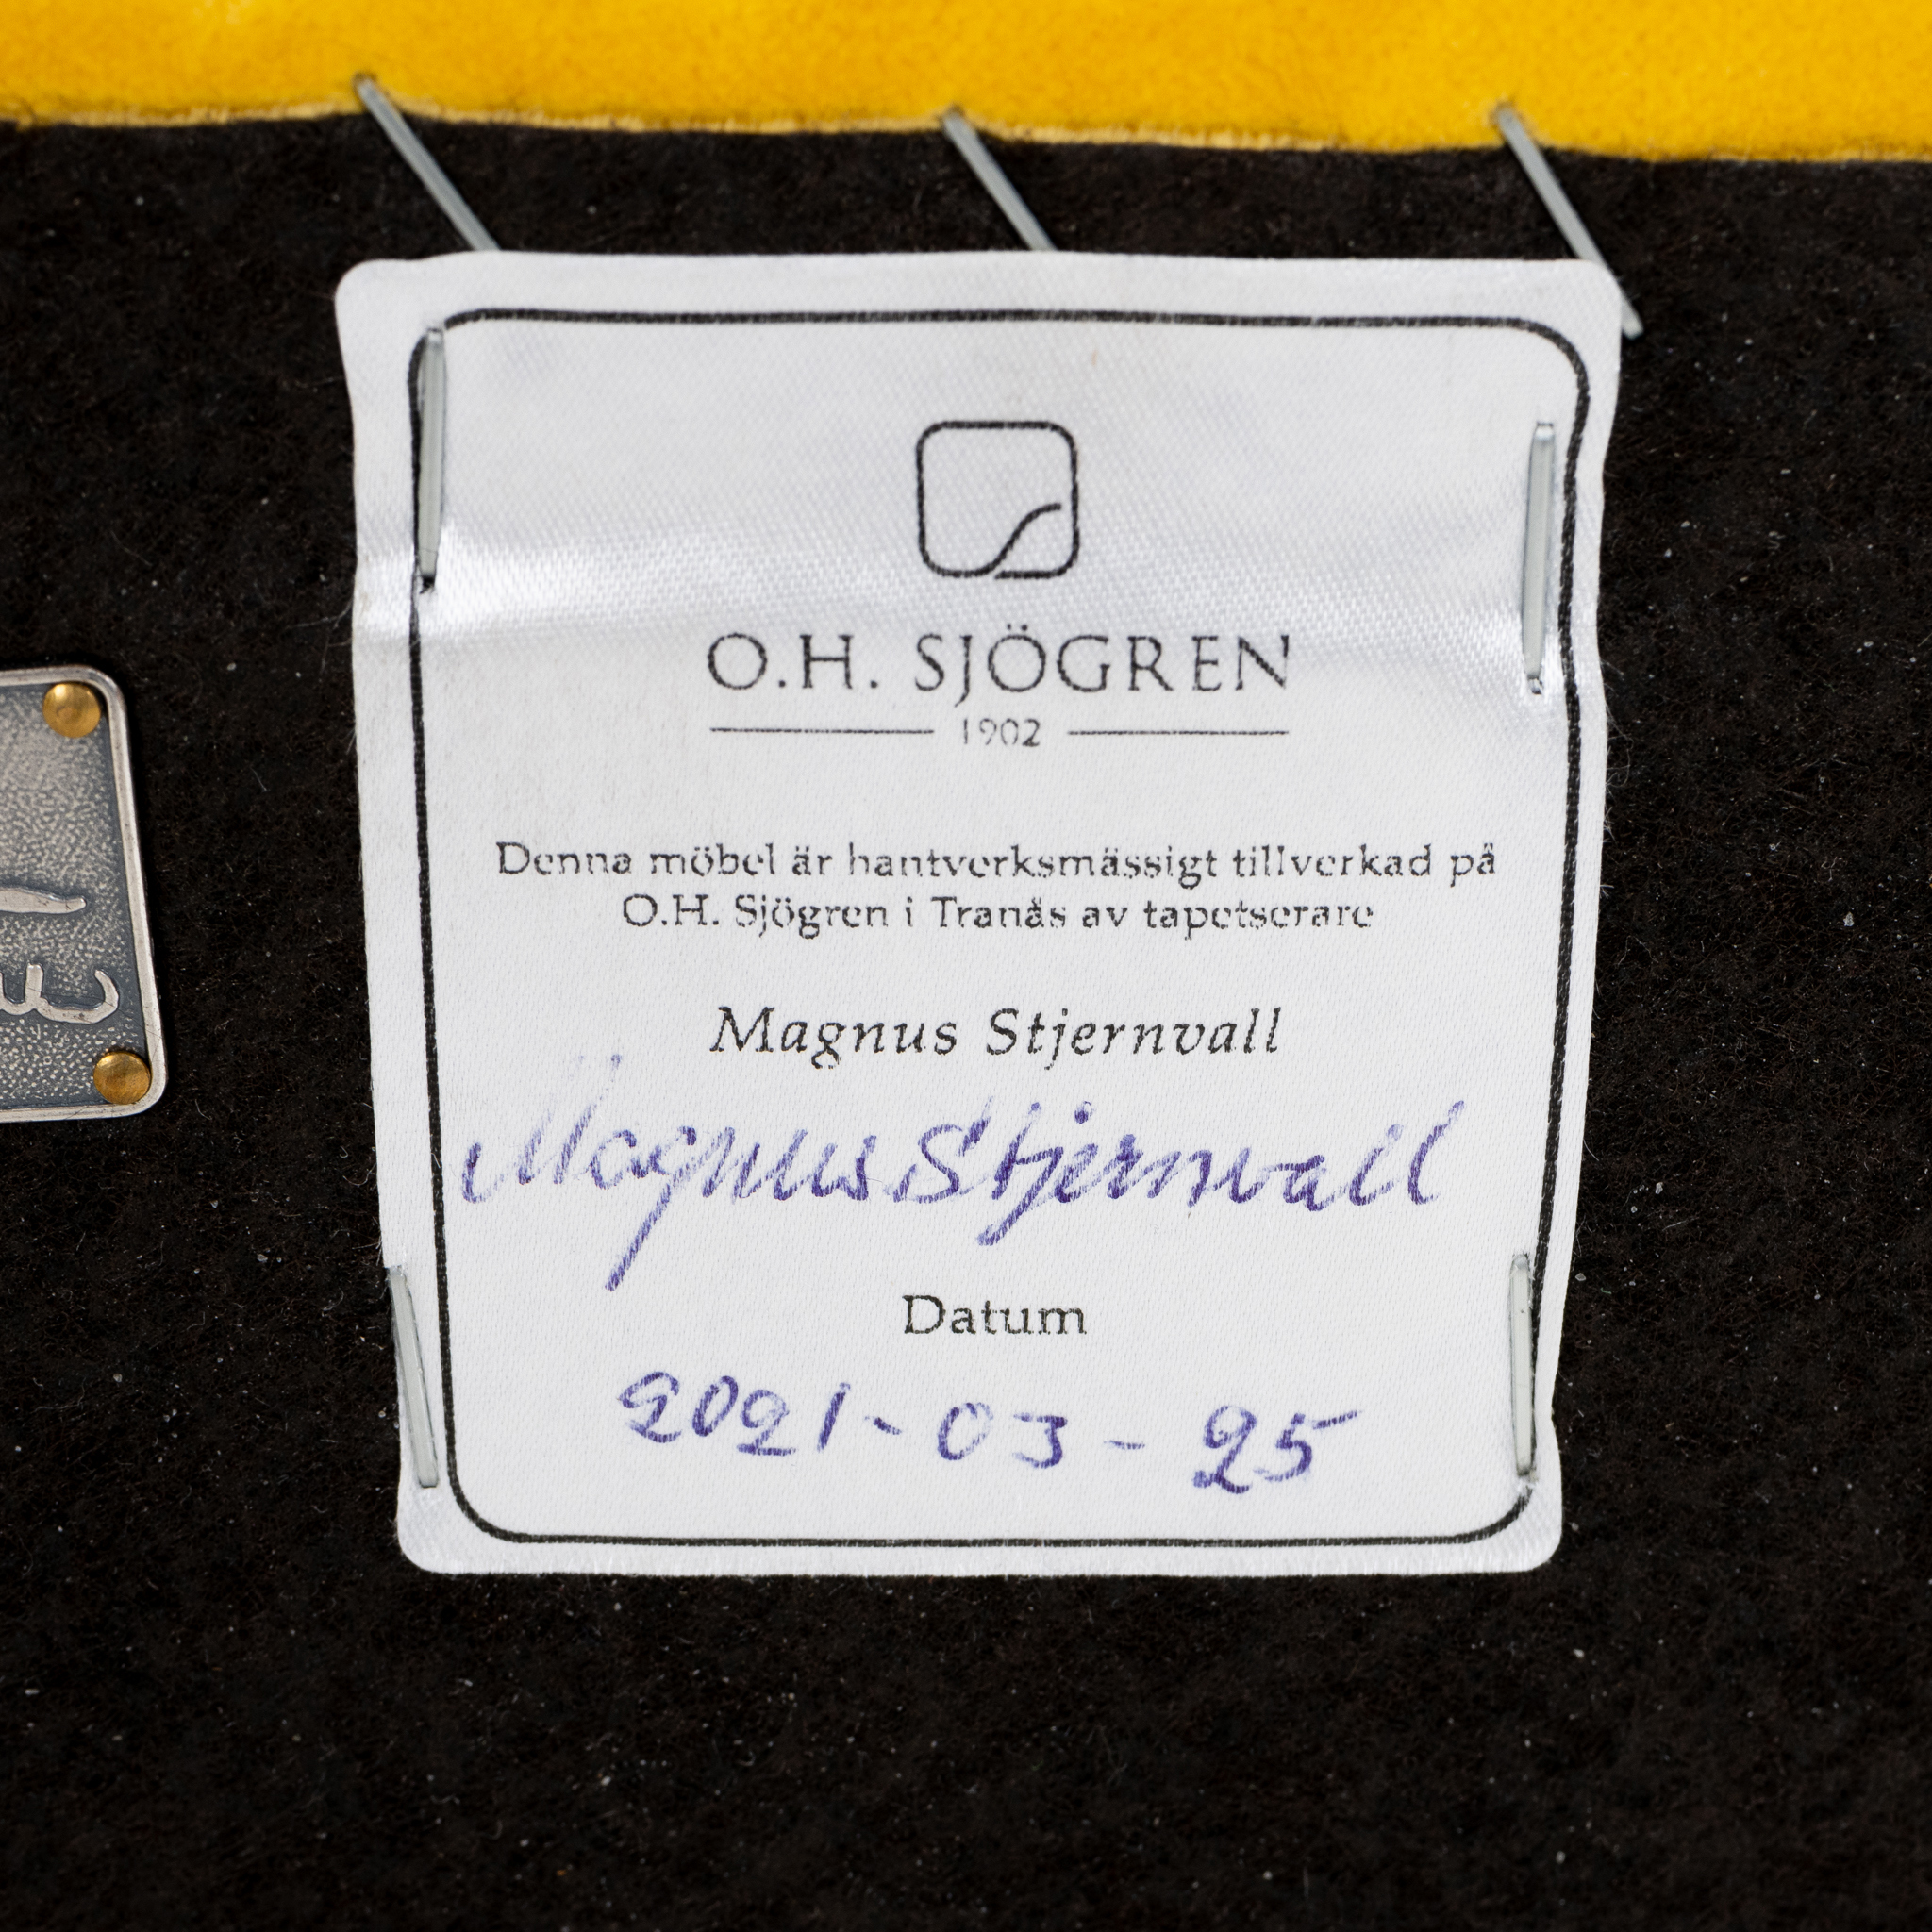 O.H. SJÖGREN
1902
Denna möbel är hantverksmässigt tillverkad på
O.H. Sjögren i Tranås av tapetserare
Magnus Stjernvall
Magnus Stjernvall
Datum
2021-03-25